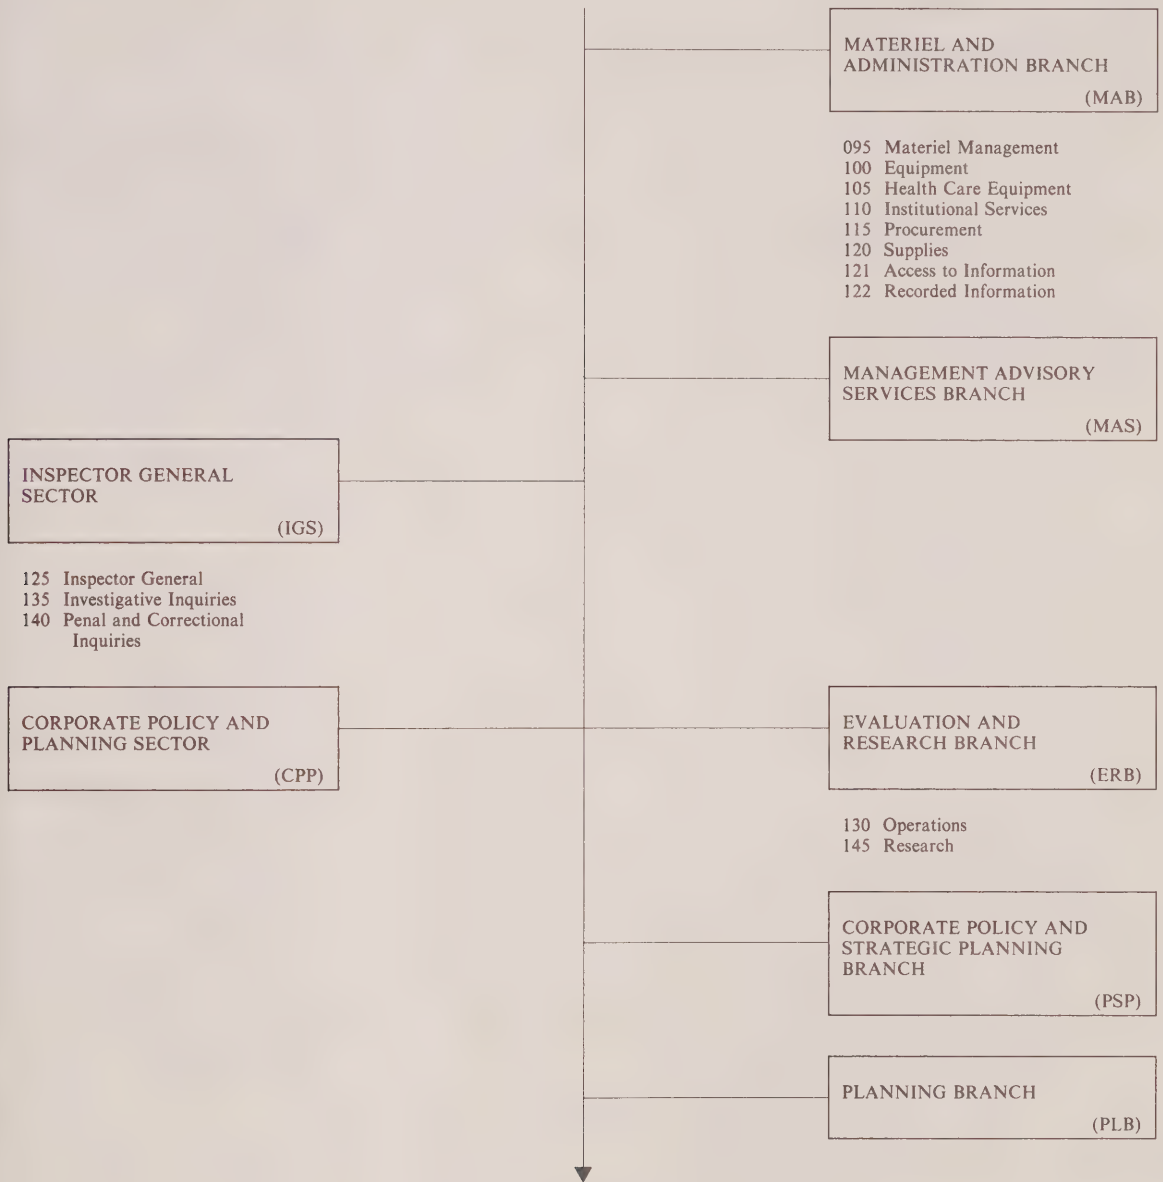 MATERIEL AND
ADMINISTRATION BRANCH
(MAB)
095 Materiel Management
100 Equipment
105 Health Care Equipment
110 Institutional Services
115 Procurement
120 Supplies
121 Access to Information
122 Recorded Information
MANAGEMENT ADVISORY
SERVICES BRANCH
(MAS)
INSPECTOR GENERAL
SECTOR
(IGS)
125 Inspector General
135 Investigative Inquiries
140 Penal and Correctional
Inquiries
CORPORATE POLICY AND
PLANNING SECTOR
(CPP)
EVALUATION AND
RESEARCH BRANCH
(ERB)
130 Operations
145 Research
CORPORATE POLICY AND
STRATEGIC PLANNING
BRANCH
(PSP)
PLANNING BRANCH
(PLB)